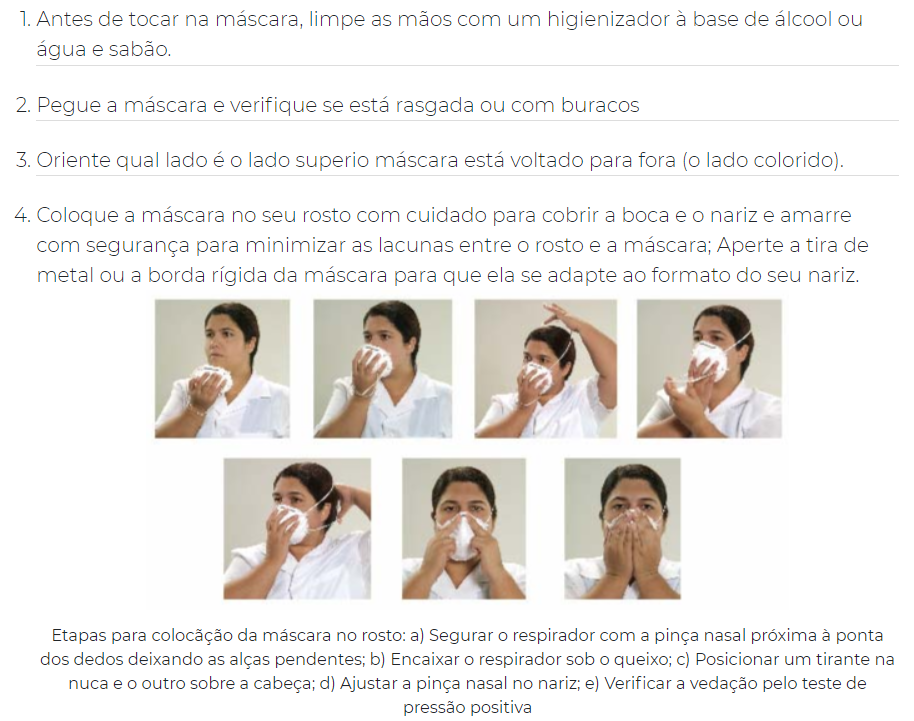 1. Antes de tocar na máscara, limpe as mãos com um higienizador à base de álcool ou
água e sabão.
2. Pegue a máscara e verifique se está rasgada ou com buracos
3. Oriente qual lado é o lado superio máscara está voltado para fora (o lado colorido).
4. Coloque a máscara no seu rosto com cuidado para cobrir a boca e o nariz e amarre
com segurança para minimizar as lacunas entre o rosto e a máscara; Aperte a tira de
metal ou a borda rígida da máscara para que ela se adapte ao formato do seu nariz.
Etapas para colocãção da máscara no rosto: a) Segurar o respirador com a pinça nasal próxima à ponta
dos dedos deixando as alças pendentes; b) Encaixar o respirador sob o queixo; c) Posicionar um tirante na
nuca e o outro sobre a cabeça; d) Ajustar a pinça nasal no nariz; e) Verificar a vedação pelo teste de
pressão positiva